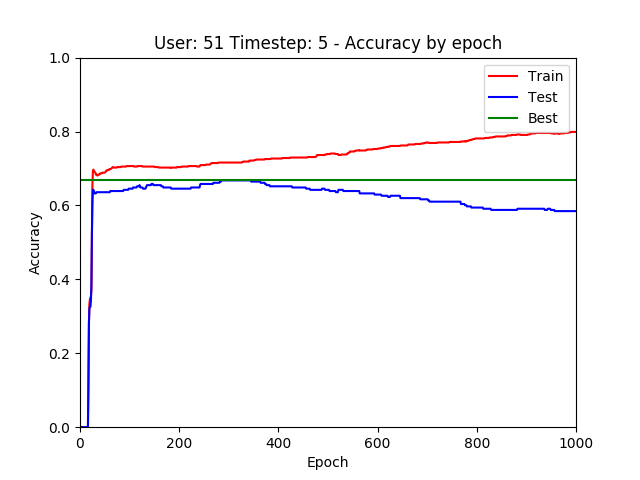 User: 51 Timestep: 5 - Accuracy by epoch
1.0
0.8
0.6
0.4
0.2
0.0
Accuracy
Train
Test
Best
0 200 400 600 800 1000
Epoch